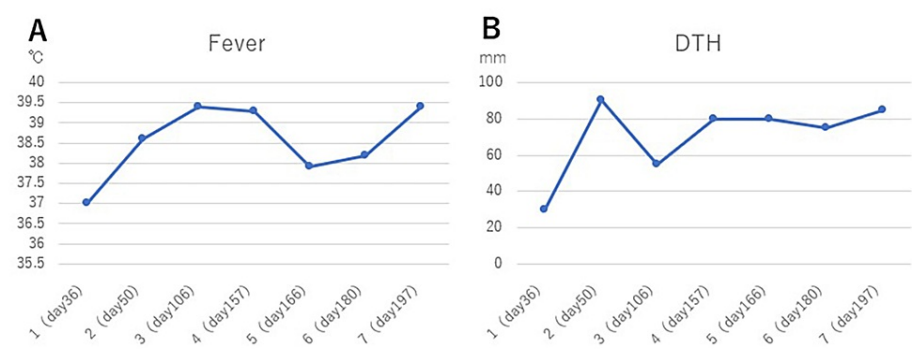 A
°C
Fever
40
39.5
39
38.5
38
37.5
37
36.5
36
35.5
1 (day36)
2 (day50)
3 (day106)
4 (day157)
5 (day166)
6 (day180)
7 (day197)
B
mm
DTH
100
80
60
40
20
0
1 (day36)
2 (day50)
3 (day106)
4 (day157)
5 (day166)
6 (day180)
7 (day197)